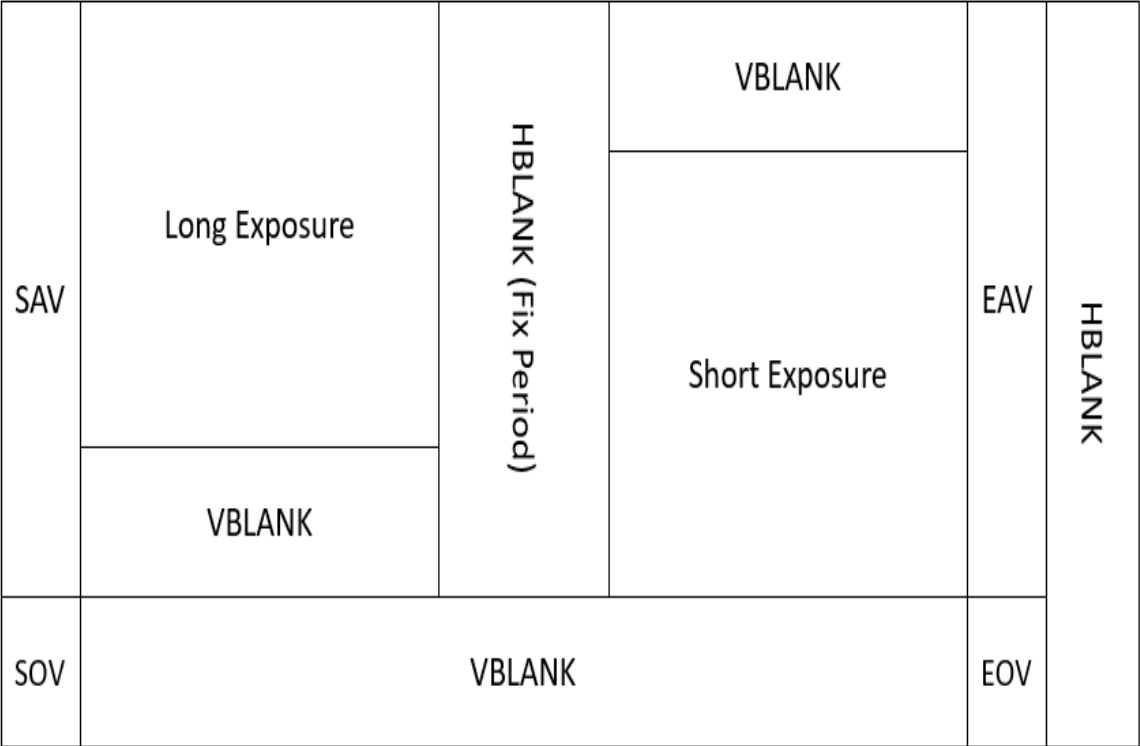 VBLANK
HBLANK (Fix Period)
Long Exposure
SAV
EAV
HBLANK
Short Exposure
VBLANK
SOV
VBLANK
EOV